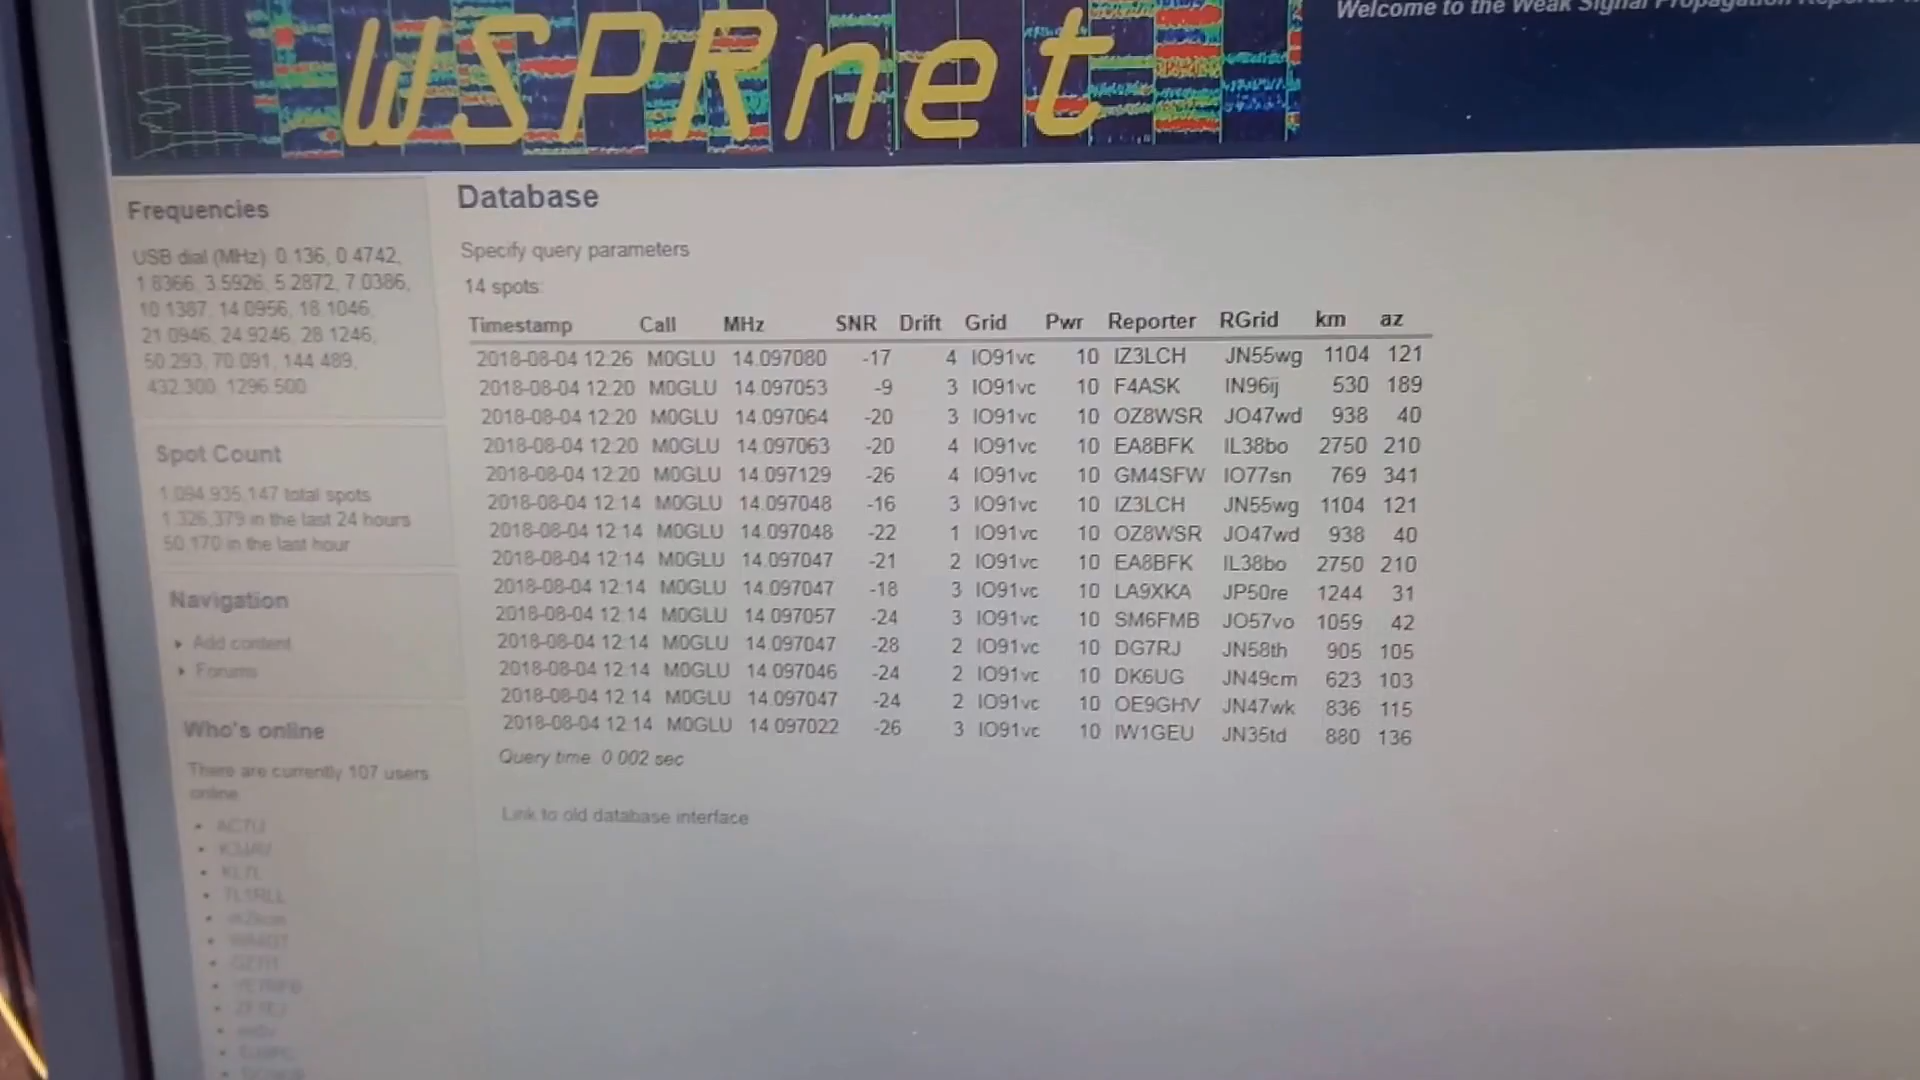 Welcome to the Weak Signal Propagation Reporter
WSPRnet
Frequencies
USB dial (MHz) 0.136, 0.4742,
1.8366, 3.5926, 5.2872, 7.0386,
10.1387, 14.0956, 18.1046,
21.0946, 24.9246, 28.1246,
50.293, 70.091, 144.489,
432.300, 1296.500
Spot Count
1,094,935,147 total spots
1,326,379 in the last 24 hours
50,170 in the last hour
Navigation
Add content
Forums
Who's online
There are currently 107 users
online
Database
Specify query parameters
14 spots:
Timestamp Call MHz SNR Drift Grid Pwr Reporter RGrid km az
2018-08-04 12:26 M0GLU 14.097080 -17 4 IO91vc 10 IZ3LCH JN55wg 1104 121
2018-08-04 12:20 M0GLU 14.097053 -9 3 IO91vc 10 F4ASK IN96ij 530 189
2018-08-04 12:20 M0GLU 14.097064 -20 3 IO91vc 10 OZ8WSR JO47wd 938 40
2018-08-04 12:20 M0GLU 14.097063 -20 4 IO91vc 10 EA8BFK IL38bo 2750 210
2018-08-04 12:20 M0GLU 14.097129 -26 4 IO91vc 10 GM4SFW IO77sn 769 341
2018-08-04 12:14 M0GLU 14.097048 -16 3 IO91vc 10 IZ3LCH JN55wg 1104 121
2018-08-04 12:14 M0GLU 14.097048 -22 1 IO91vc 10 OZ8WSR JO47wd 938 40
2018-08-04 12:14 M0GLU 14.097047 -21 2 IO91vc 10 EA8BFK IL38bo 2750 210
2018-08-04 12:14 M0GLU 14.097047 -18 3 IO91vc 10 LA9XKA JP50re 1244 31
2018-08-04 12:14 M0GLU 14.097057 -24 3 IO91vc 10 SM6FMB JO57vo 1059 42
2018-08-04 12:14 M0GLU 14.097047 -28 2 IO91vc 10 DG7RJ JN58th 905 105
2018-08-04 12:14 M0GLU 14.097046 -24 2 IO91vc 10 DK6UG JN49cm 623 103
2018-08-04 12:14 M0GLU 14.097047 -24 2 IO91vc 10 OE9GHV JN47wk 836 115
2018-08-04 12:14 M0GLU 14.097022 -26 3 IO91vc 10 IW1GEU JN35td 880 136
Query time: 0.002 sec
Link to old database interface